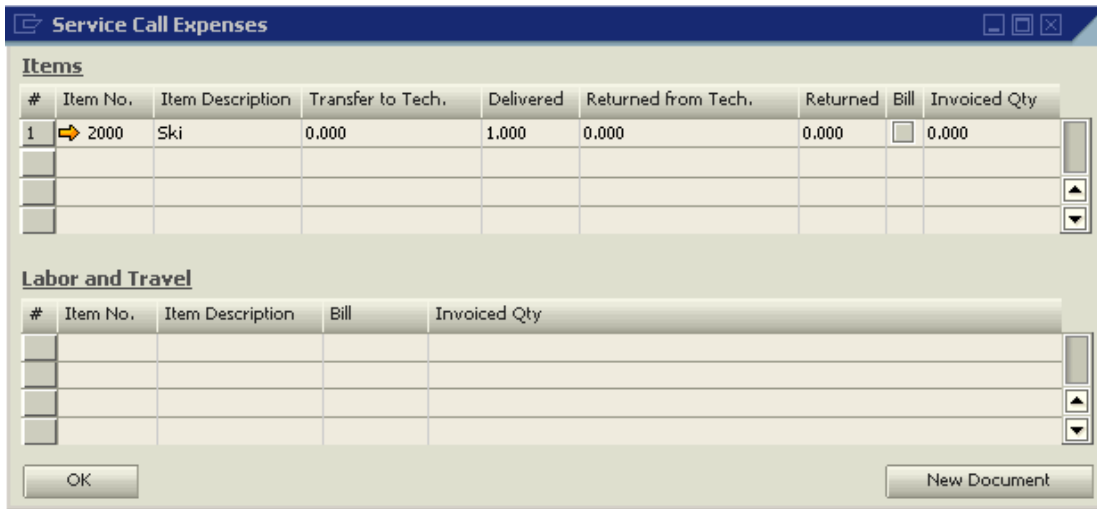 Service Call Expenses
Items
# Item No. Item Description Transfer to Tech. Delivered Returned from Tech. Returned Bill Invoiced Qty
1 2000 Ski 0.000 1.000 0.000 0.000 0.000
Labor and Travel
# Item No. Item Description Bill Invoiced Qty
OK New Document